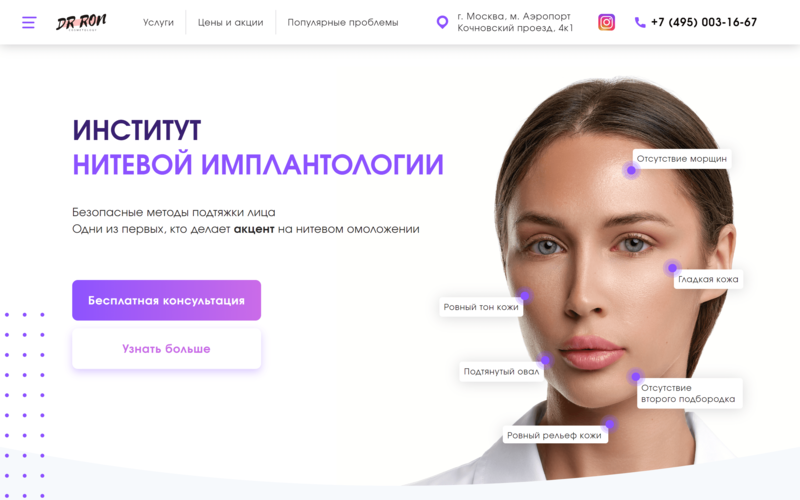 DR RON
COSMETOLOGY
Услуги
Цены и акции
Популярные проблемы
г. Москва, м. Аэропорт
Кочновский проезд, 4к1
+7 (495) 003-16-67
ИНСТИТУТ
НИТЕВОЙ ИМПЛАНТОЛОГИИ
Безопасные методы подтяжки лица
Одни из первых, кто делает акцент на нитевом омоложении
Бесплатная консультация
Узнать больше
Отсутствие морщин
Гладкая кожа
Ровный тон кожи
Подтянутый овал
Отсутствие
второго подбородка
Ровный рельеф кожи